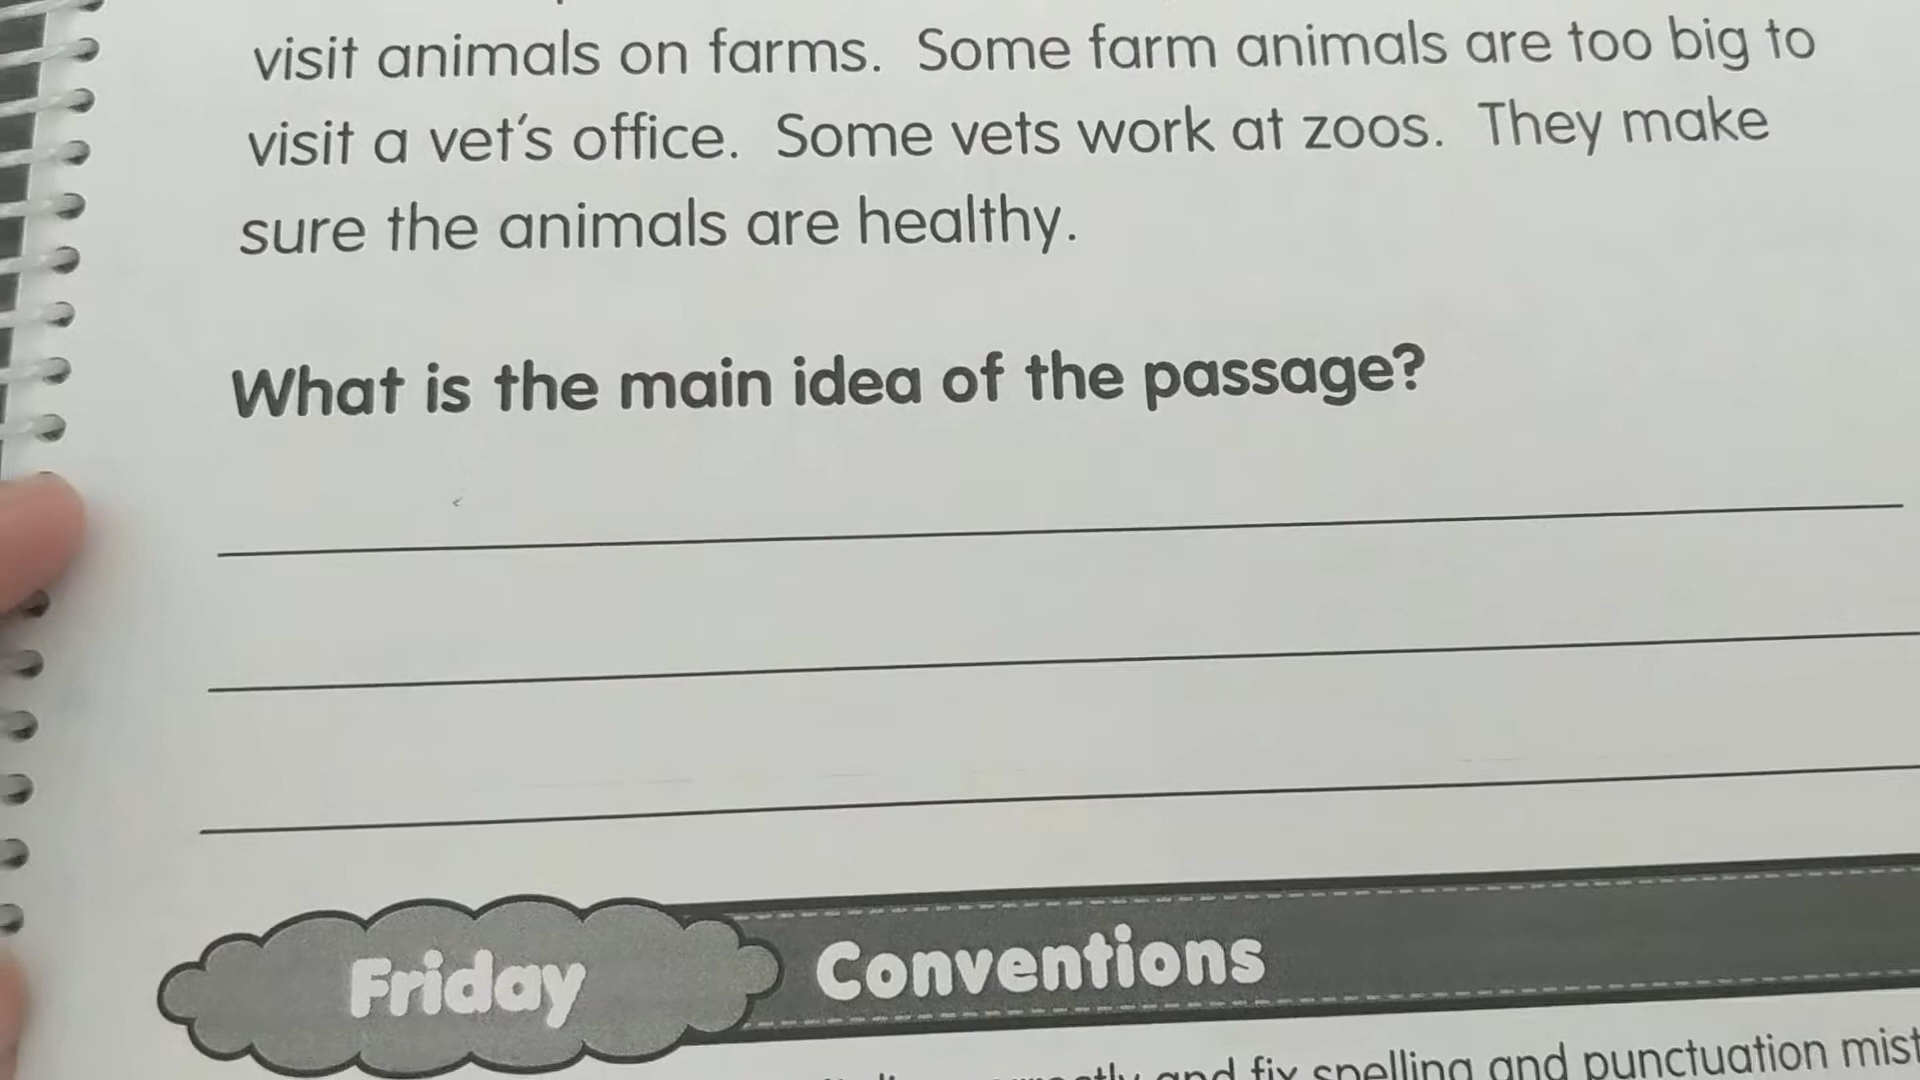 visit animals on farms. Some farm animals are too big to
visit a vet's office. Some vets work at zoos. They make
sure the animals are healthy.
What is the main idea of the passage?
Friday Conventions
and fix spelling and punctuation